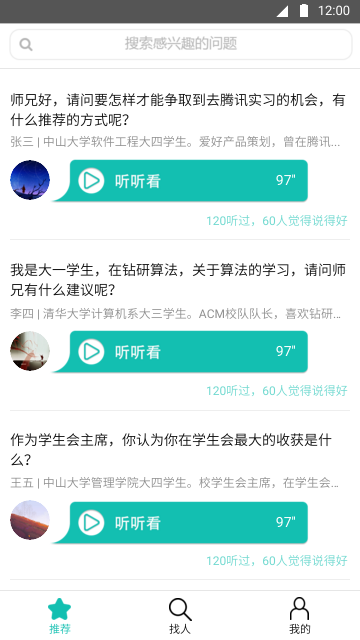 12:00
搜索感兴趣的问题
师兄好，请问要怎样才能争取到去腾讯实习的机会，有
什么推荐的方式呢？
张三 | 中山大学软件工程大四学生。爱好产品策划，曾在腾讯...
听听看 97"
120听过，60人觉得说得好
我是大一学生，在钻研算法，关于算法的学习，请问师
兄有什么建议呢？
李四 | 清华大学计算机系大三学生。ACM校队队长，喜欢钻研...
听听看 97"
120听过，60人觉得说得好
作为学生会主席，你认为你在学生会最大的收获是什
么？
王五 | 中山大学管理学院大四学生。校学生会主席，在学生会...
听听看 97"
120听过，60人觉得说得好
推荐 找人 我的